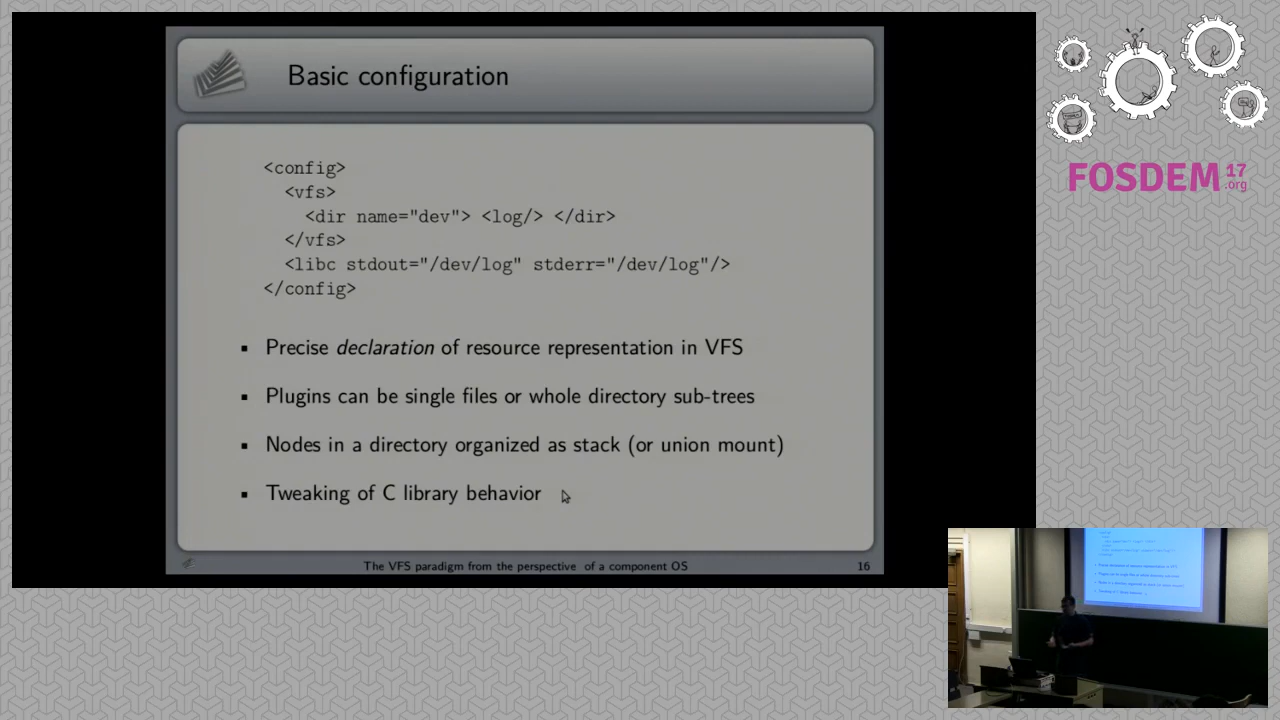 Basic configuration
<config>
<vfs>
<dir name="dev"> <log/> </dir>
</vfs>
<libc stdout="/dev/log" stderr="/dev/log"/>
</config>
Precise declaration of resource representation in VFS
Plugins can be single files or whole directory sub-trees
Nodes in a directory organized as stack (or union mount)
Tweaking of C library behavior
The VFS paradigm from the perspective of a component OS
16
FOSDEM 17
.org